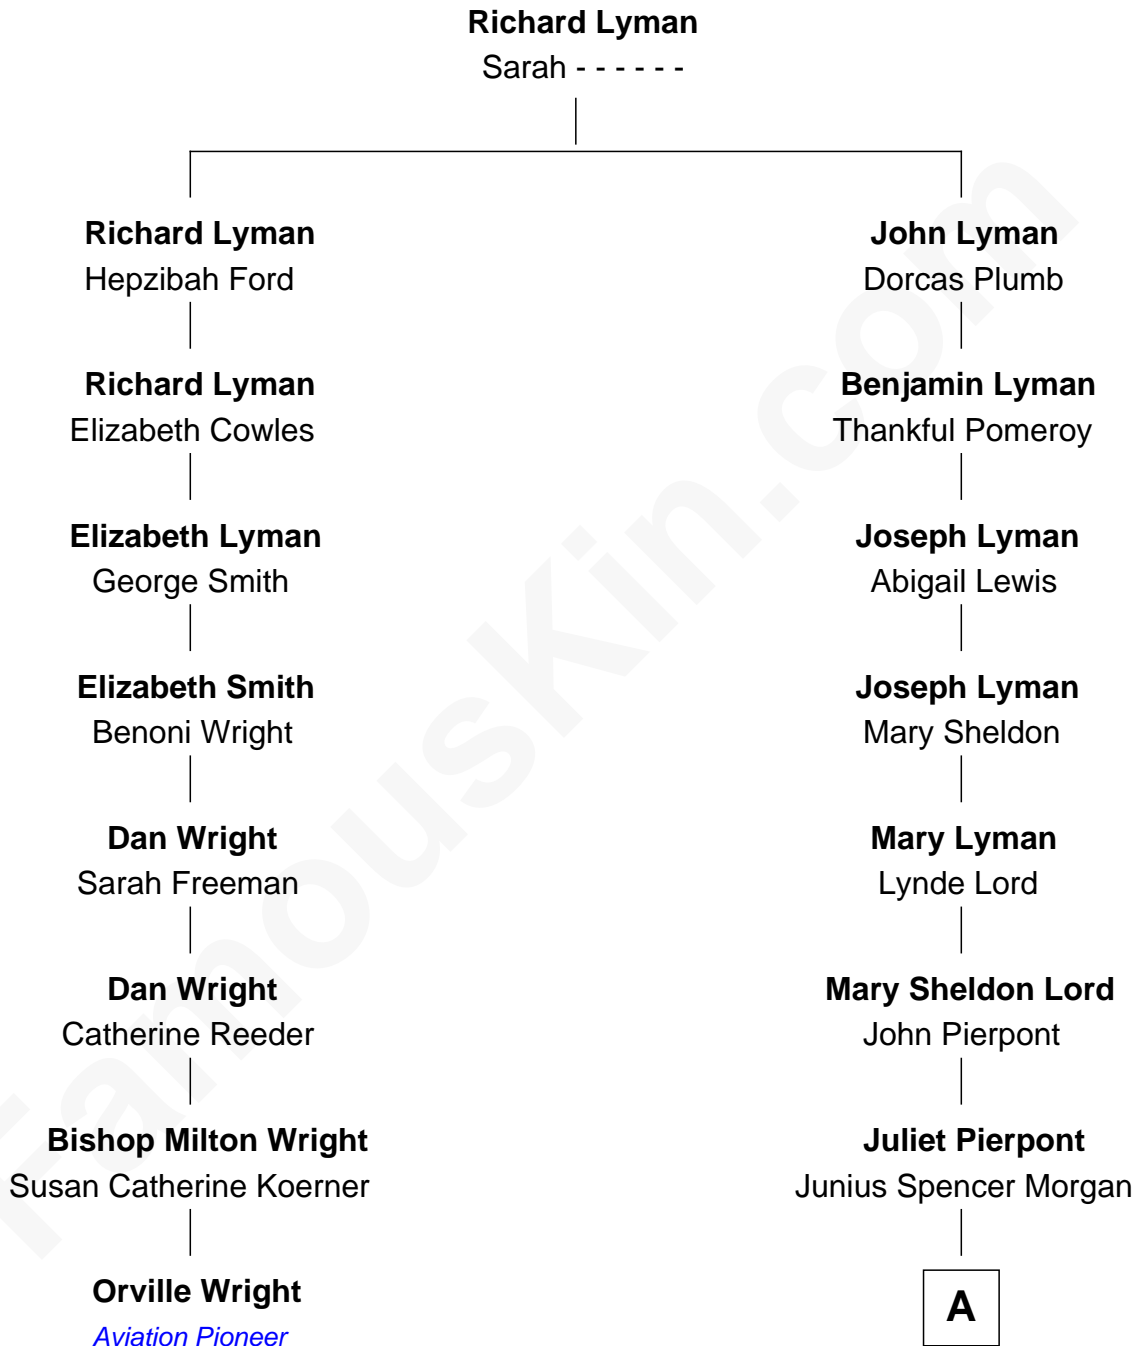 Richard Lyman
Sarah - - - - - -
Richard Lyman
Hepzibah Ford
John Lyman
Dorcas Plumb
Richard Lyman
Elizabeth Cowles
Benjamin Lyman
Thankful Pomeroy
Elizabeth Lyman
George Smith
Joseph Lyman
Abigail Lewis
Elizabeth Smith
Benoni Wright
Joseph Lyman
Mary Sheldon
Dan Wright
Sarah Freeman
Mary Lyman
Lynde Lord
Dan Wright
Catherine Reeder
Mary Sheldon Lord
John Pierpont
Bishop Milton Wright
Susan Catherine Koerner
Juliet Pierpont
Junius Spencer Morgan
Orville Wright
Aviation Pioneer
A
FamousKin.com